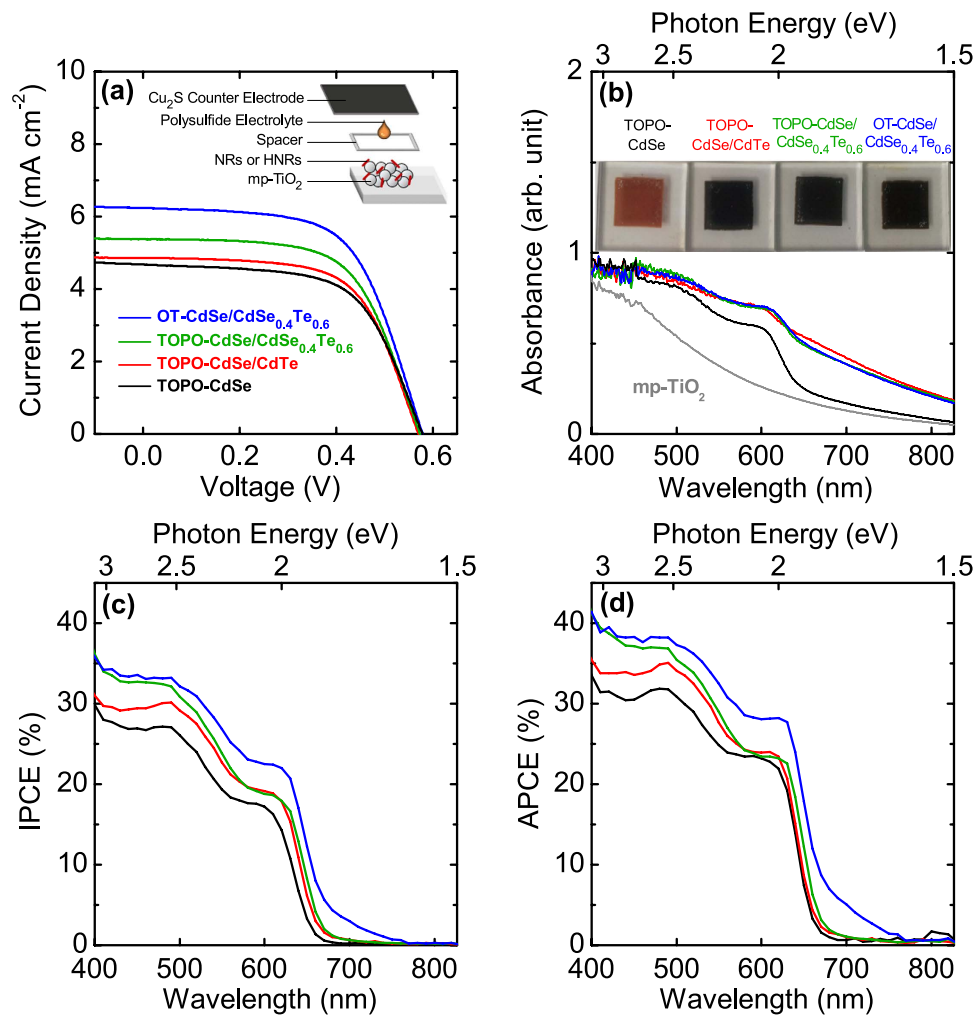 (a)
Cu2S Counter Electrode
Polysulfide Electrolyte
Spacer
NRs or HNRs
mp-TiO2
OT-CdSe/CdSe0.4Te0.6
TOPO-CdSe/CdSe0.4Te0.6
TOPO-CdSe/CdTe
TOPO-CdSe
Current Density (mA cm-2)
10
8
6
4
2
0
0.0 0.2 0.4 0.6
Voltage (V)
Photon Energy (eV)
3 2.5 2 1.5
(b)
TOPO-
CdSe
TOPO-
CdSe/CdTe
TOPO-CdSe/
CdSe0.4Te0.6
OT-CdSe/
CdSe0.4Te0.6
mp-TiO2
Absorbance (arb. unit)
2
1
0
400 500 600 700 800
Wavelength (nm)
Photon Energy (eV)
3 2.5 2 1.5
(c)
IPCE (%)
40
30
20
10
0
400 500 600 700 800
Wavelength (nm)
Photon Energy (eV)
3 2.5 2 1.5
(d)
APCE (%)
40
30
20
10
0
400 500 600 700 800
Wavelength (nm)